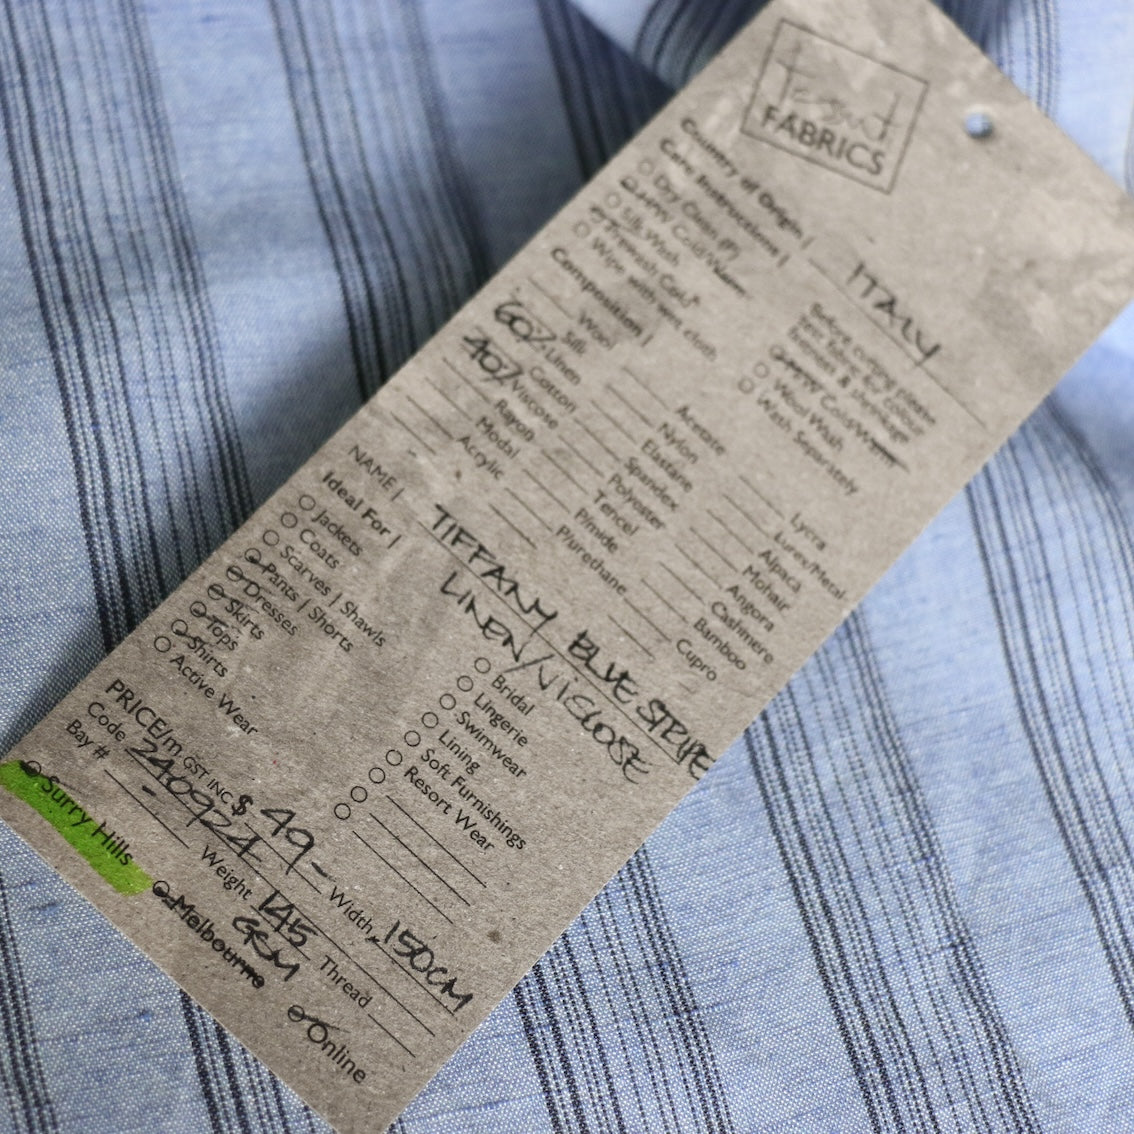 Tessuti
FABRICS
Country of Origin | ITALY
Care Instructions |
Dry Clean (P)
H/W Cold/Warm
Silk Wash
Prewash Cold
Wipe with wet cloth
Before cutting please
test fabric for colour
fastness & shrinkage
Cold/Warm
Wool Wash
Wash Separately
Composition |
Wool
Silk
60% Linen
Cotton
40% Viscose
Rayon
Modal
Acrylic
Acetate
Nylon
Elastane
Spandex
Polyester
Tencel
Pinside
Plurethane
Lycra
Lurex/Metal
Alpaca
Mohair
Angora
Cashmere
Bamboo
Cupro
NAME | TIFFANY BLUE STRIPE
LINEN/VISCOSE
Ideal For |
Jackets
Coats
Scarves | Shawls
Pants | Shorts
Dresses
Skirts
Tops
Shirts
Active Wear
Bridal
Lingerie
Swimwear
Lining
Soft Furnishings
Resort Wear
PRICE/m GST INC $ 49- Width 150CM
Code 240924 Weight 145 GRM Thread
Bay # -
Surry Hills
Melbourne
Online